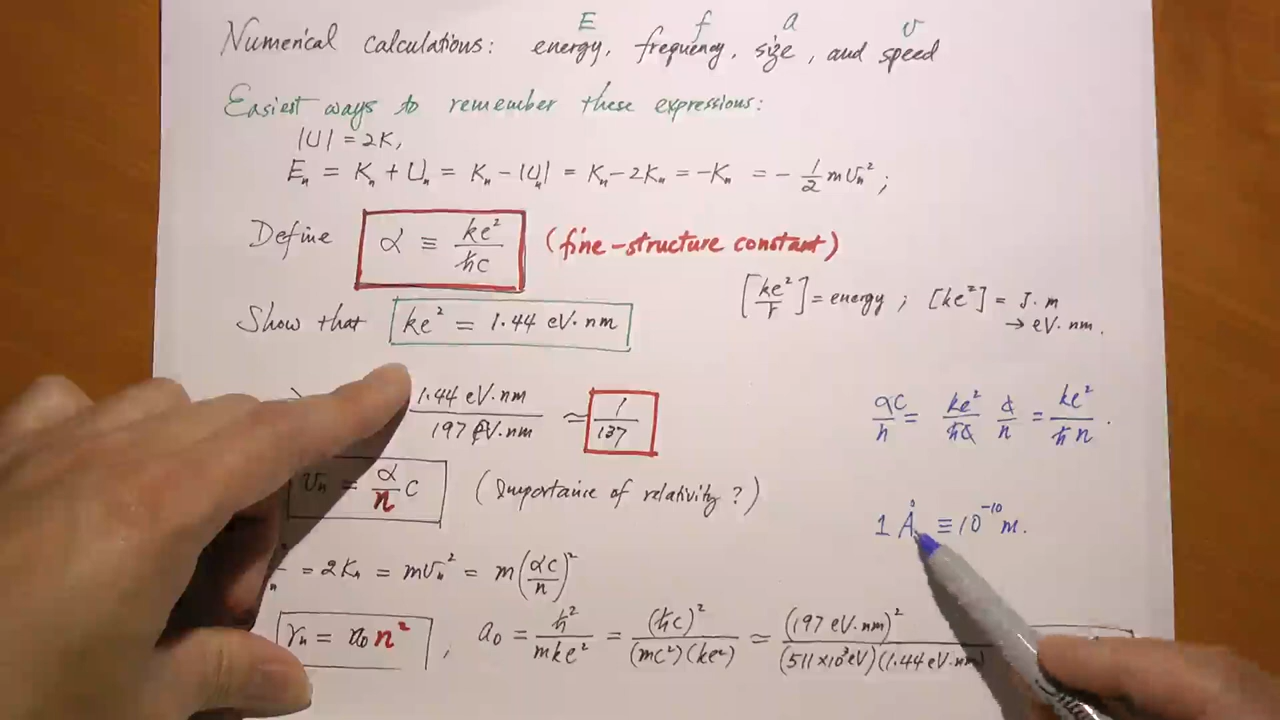 E f a v
Numerical calculations: energy, frequency, size, and speed
Easiest ways to remember these expressions:
|U| = 2K,
Eₙ = Kₙ + Uₙ = Kₙ - |Uₙ| = Kₙ - 2Kₙ = -Kₙ = - 1/2 mvₙ² ;
Define α ≡ ke²/ħc (fine-structure constant)
[ke²/r] = energy ; [ke²] = J·m
→ eV·nm.
Show that ke² = 1.44 eV·nm
1.44 eV·nm / 197 eV·nm ≃ 1/137
αc/n = ke²/ħc c/n = ke²/ħn .
vₙ = α/n c (Importance of relativity?)
1 Å ≡ 10⁻¹⁰ m.
ₙ = 2Kₙ = mvₙ² = m(αc/n)²
rₙ = a₀n² , a₀ = ħ²/mke² = (ħc)²/(mc²)(ke²) ≃ (197 eV·nm)²/(511×10³eV)(1.44 eV·nm)